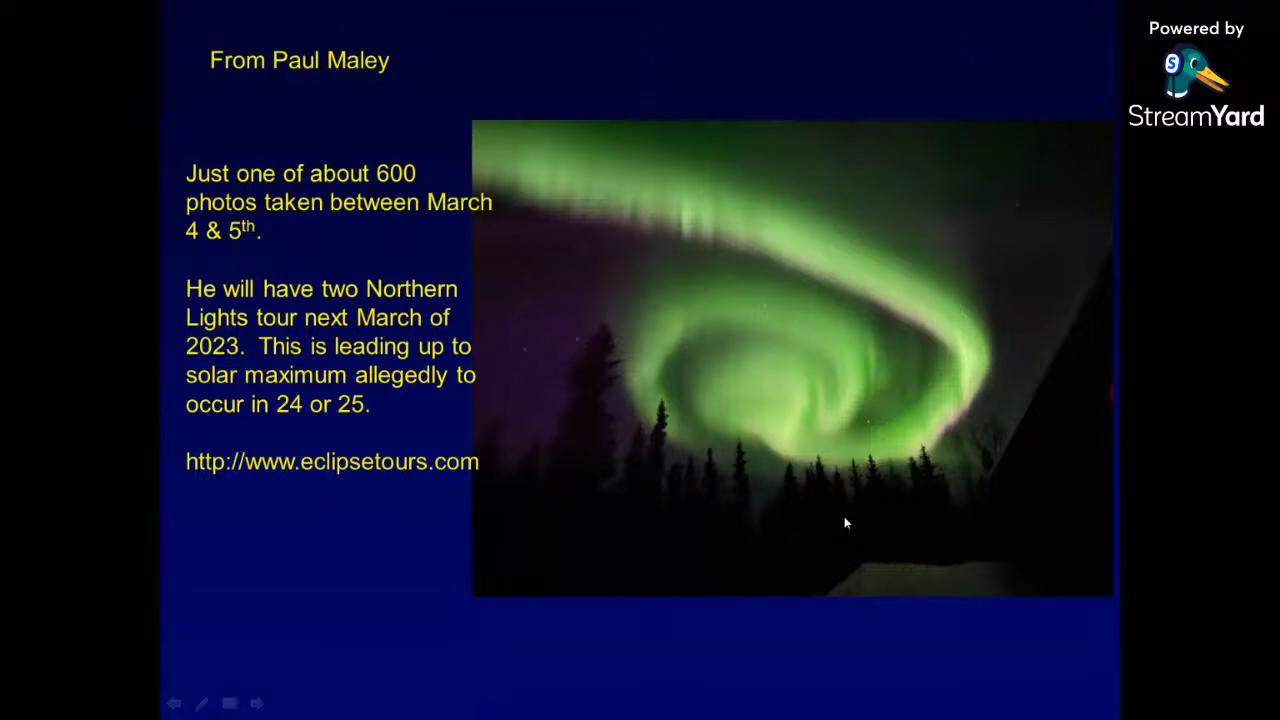 From Paul Maley
Just one of about 600
photos taken between March
4 & 5th.
He will have two Northern
Lights tour next March of
2023. This is leading up to
solar maximum allegedly to
occur in 24 or 25.
http://www.eclipsetours.com
Powered by
S
StreamYard